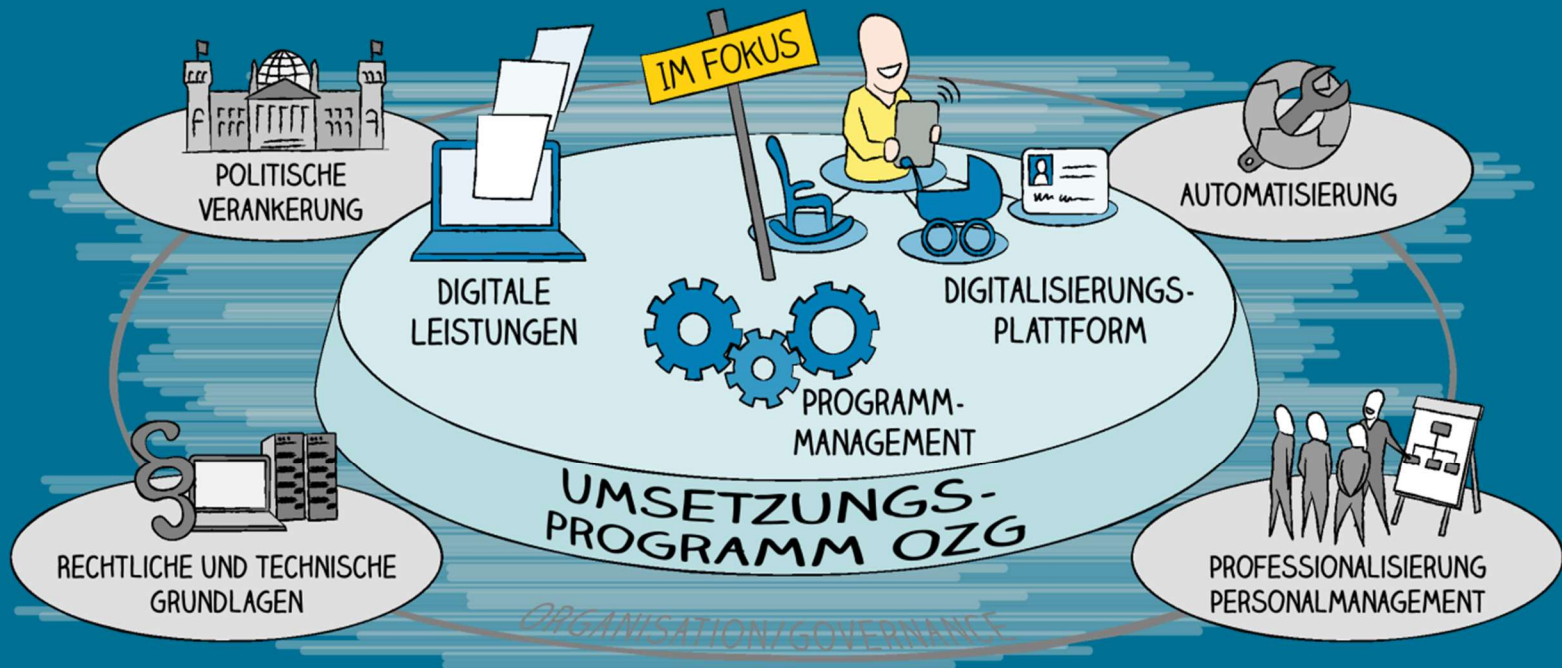 IM FOKUS
POLITISCHE
VERANKERUNG
AUTOMATISIERUNG
DIGITALE
LEISTUNGEN
DIGITALISIERUNGS-
PLATTFORM
PROGRAMM-
MANAGEMENT
UMSETZUNGS-
PROGRAMM OZG
RECHTLICHE UND TECHNISCHE
GRUNDLAGEN
PROFESSIONALISIERUNG
PERSONALMANAGEMENT
ORGANISATION/GOVERNANCE